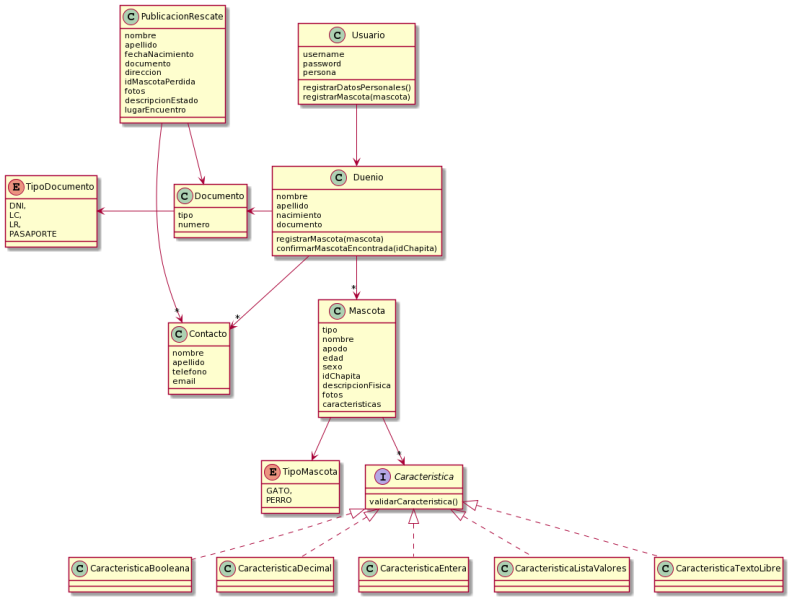 C PublicacionRescate
nombre
apellido
fechaNacimiento
documento
direccion
idMascotaPerdida
fotos
descripcionEstado
lugarEncuentro
C Usuario
username
password
persona
registrarDatosPersonales()
registrarMascota(mascota)
E TipoDocumento
DNI,
LC,
LR,
PASAPORTE
C Documento
tipo
numero
C Duenio
nombre
apellido
nacimiento
documento
registrarMascota(mascota)
confirmarMascotaEncontrada(idChapita)
*
*
*
C Contacto
nombre
apellido
telefono
email
C Mascota
tipo
nombre
apodo
edad
sexo
idChapita
descripcionFisica
fotos
caracteristicas
*
E TipoMascota
GATO,
PERRO
I Caracteristica
validarCaracteristica()
C CaracteristicaBooleana
C CaracteristicaDecimal
C CaracteristicaEntera
C CaracteristicaListaValores
C CaracteristicaTextoLibre